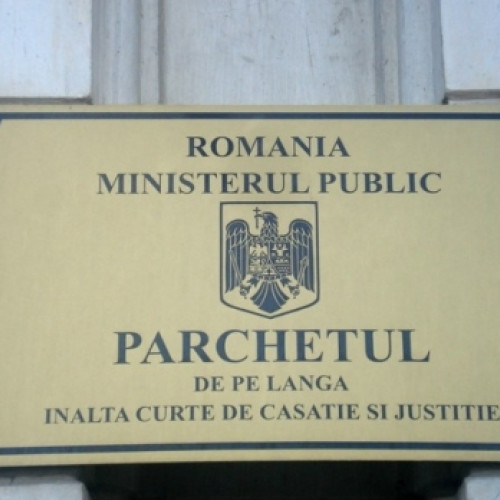 ROMANIA
MINISTERUL PUBLIC
PARCHETUL
DE PE LANGA
INALTA CURTE DE CASATIE SI JUSTITIE